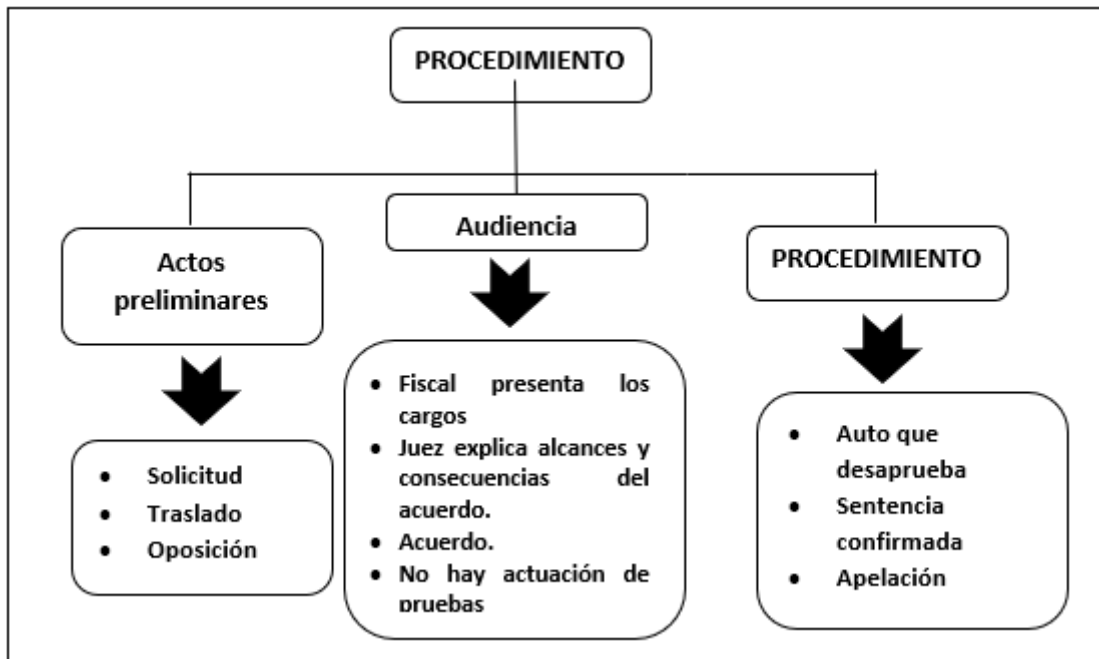 PROCEDIMIENTO
Actos
preliminares
• Solicitud
• Traslado
• Oposición
Audiencia
• Fiscal presenta los
cargos
• Juez explica alcances y
consecuencias del
acuerdo.
• Acuerdo.
• No hay actuación de
pruebas
PROCEDIMIENTO
• Auto que
desaprueba
• Sentencia
confirmada
• Apelación